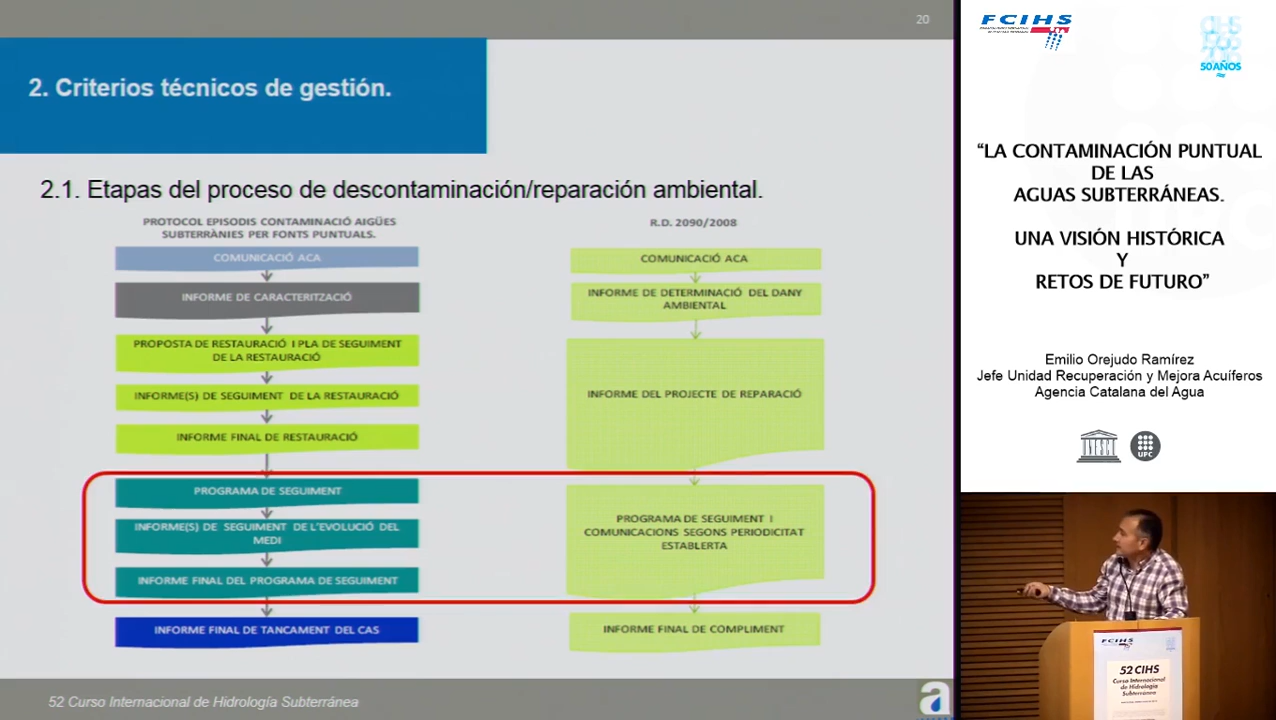 20
2. Criterios técnicos de gestión.
2.1. Etapas del proceso de descontaminación/reparación ambiental.
PROTOCOL EPISODIS CONTAMINACIÓ AIGÜES
SUBTERRÀNIES PER FONTS PUNTUALS.
COMUNICACIÓ ACA
INFORME DE CARACTERITZACIÓ
PROPOSTA DE RESTAURACIÓ I PLA DE SEGUIMENT
DE LA RESTAURACIÓ
INFORME(S) DE SEGUIMENT DE LA RESTAURACIÓ
INFORME FINAL DE RESTAURACIÓ
PROGRAMA DE SEGUIMENT
INFORME(S) DE SEGUIMENT DE L'EVOLUCIÓ DEL
MEDI
INFORME FINAL DEL PROGRAMA DE SEGUIMENT
INFORME FINAL DE TANCAMENT DEL CAS
R.D. 2090/2008
COMUNICACIÓ ACA
INFORME DE DETERMINACIÓ DEL DANY
AMBIENTAL
INFORME DEL PROJECTE DE REPARACIÓ
PROGRAMA DE SEGUIMENT I
COMUNICACIONS SEGONS PERIODICITAT
ESTABLERTA
INFORME FINAL DE COMPLIMENT
52 Curso Internacional de Hidrología Subterránea
a
FCIHS
CIHS
50 AÑOS
"LA CONTAMINACIÓN PUNTUAL
DE LAS
AGUAS SUBTERRÁNEAS.
UNA VISIÓN HISTÓRICA
Y
RETOS DE FUTURO"
Emilio Orejudo Ramírez
Jefe Unidad Recuperación y Mejora Acuíferos
Agencia Catalana del Agua
UNESCO
UPC
FCIHS
52 CIHS
Curso Internacional
de Hidrología
Subterránea